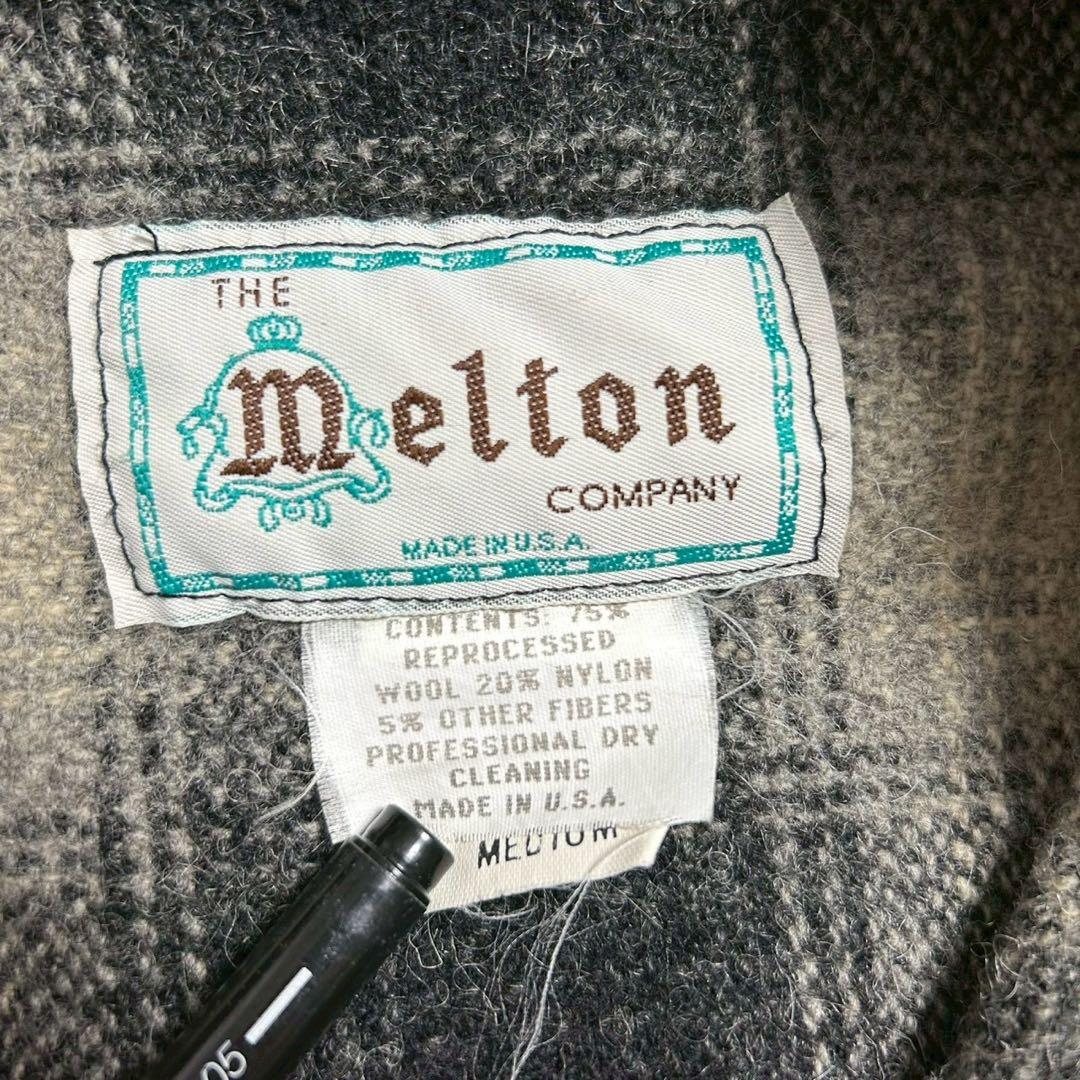 THE
Melton
COMPANY
MADE IN U.S.A.
CONTENTS: 75%
REPROCESSED
WOOL 20% NYLON
5% OTHER FIBERS
PROFESSIONAL DRY
CLEANING
MADE IN U.S.A.
MEDIUM
05